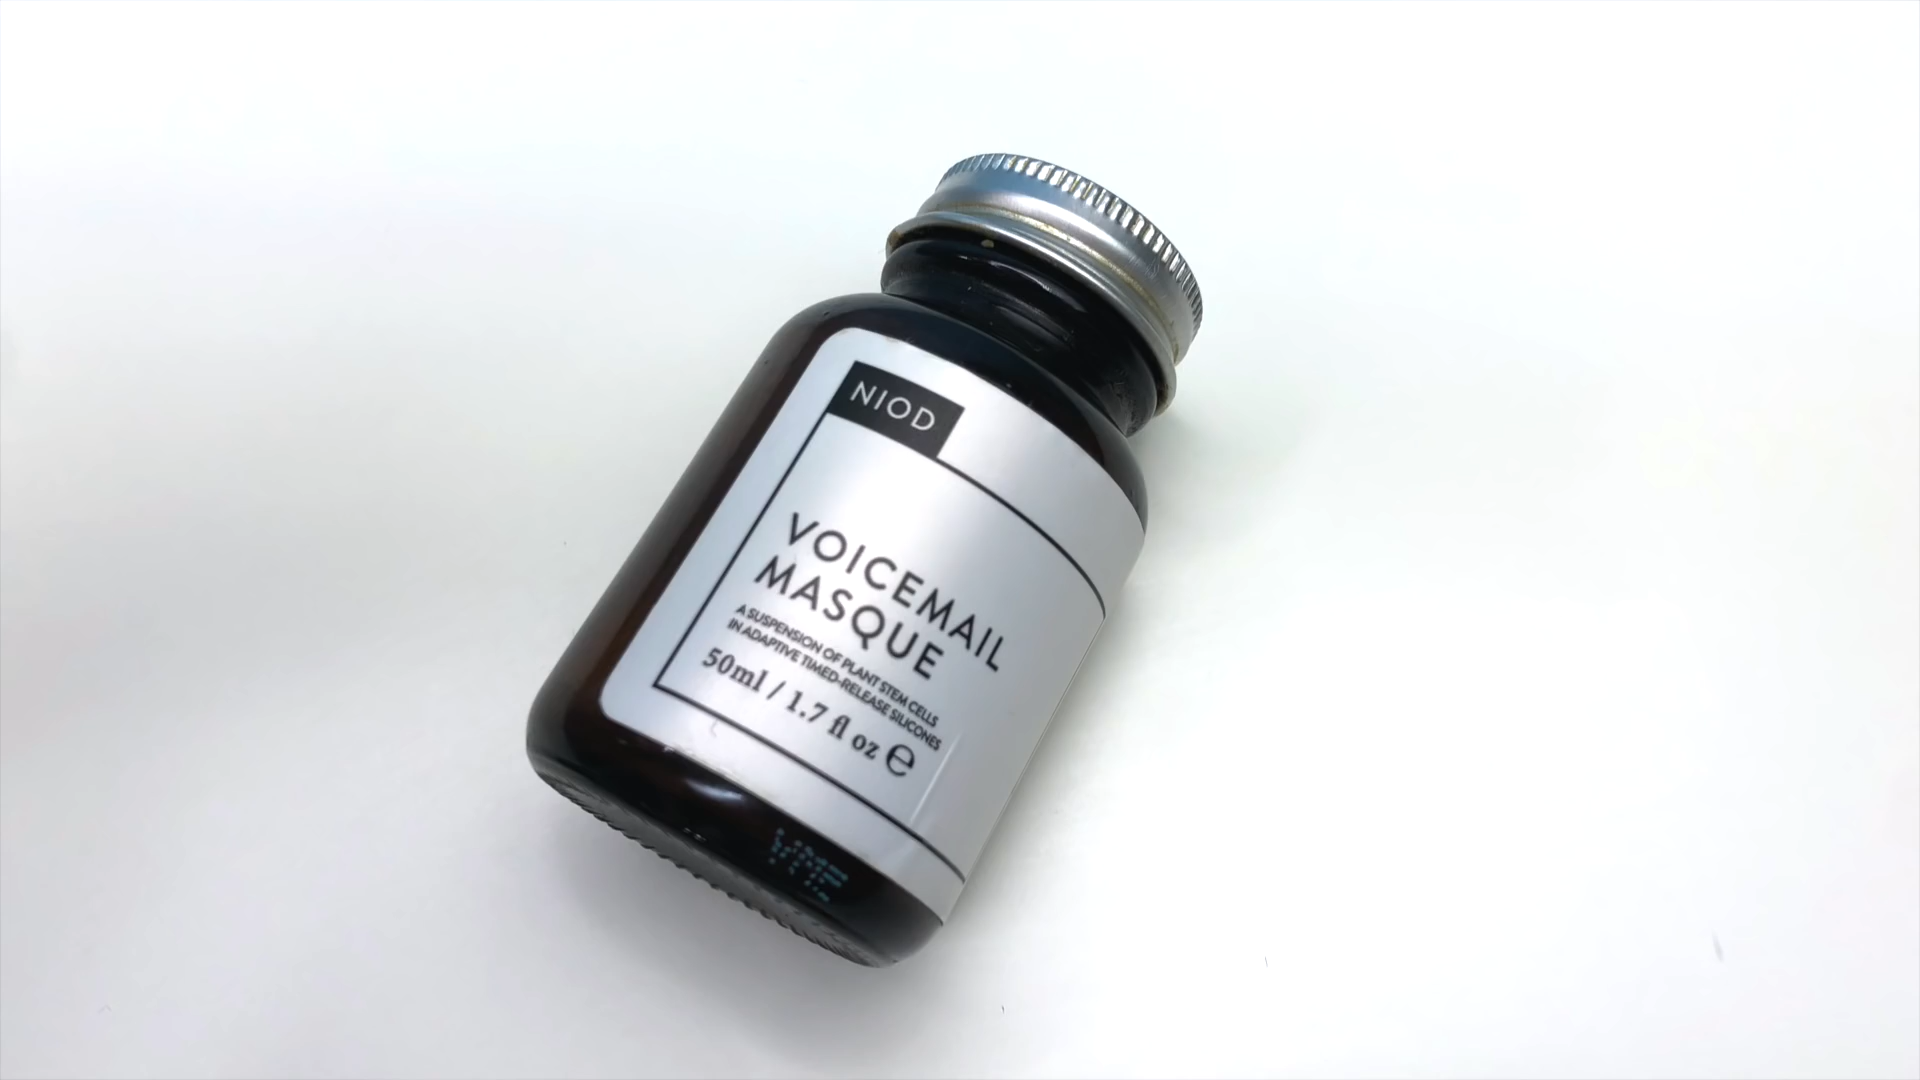 NIOD
VOICEMAIL
MASQUE
A SUSPENSION OF PLANT STEM CELLS
IN ADAPTIVE TIMED-RELEASE SILICONES
50ml / 1.7 fl oz ℮